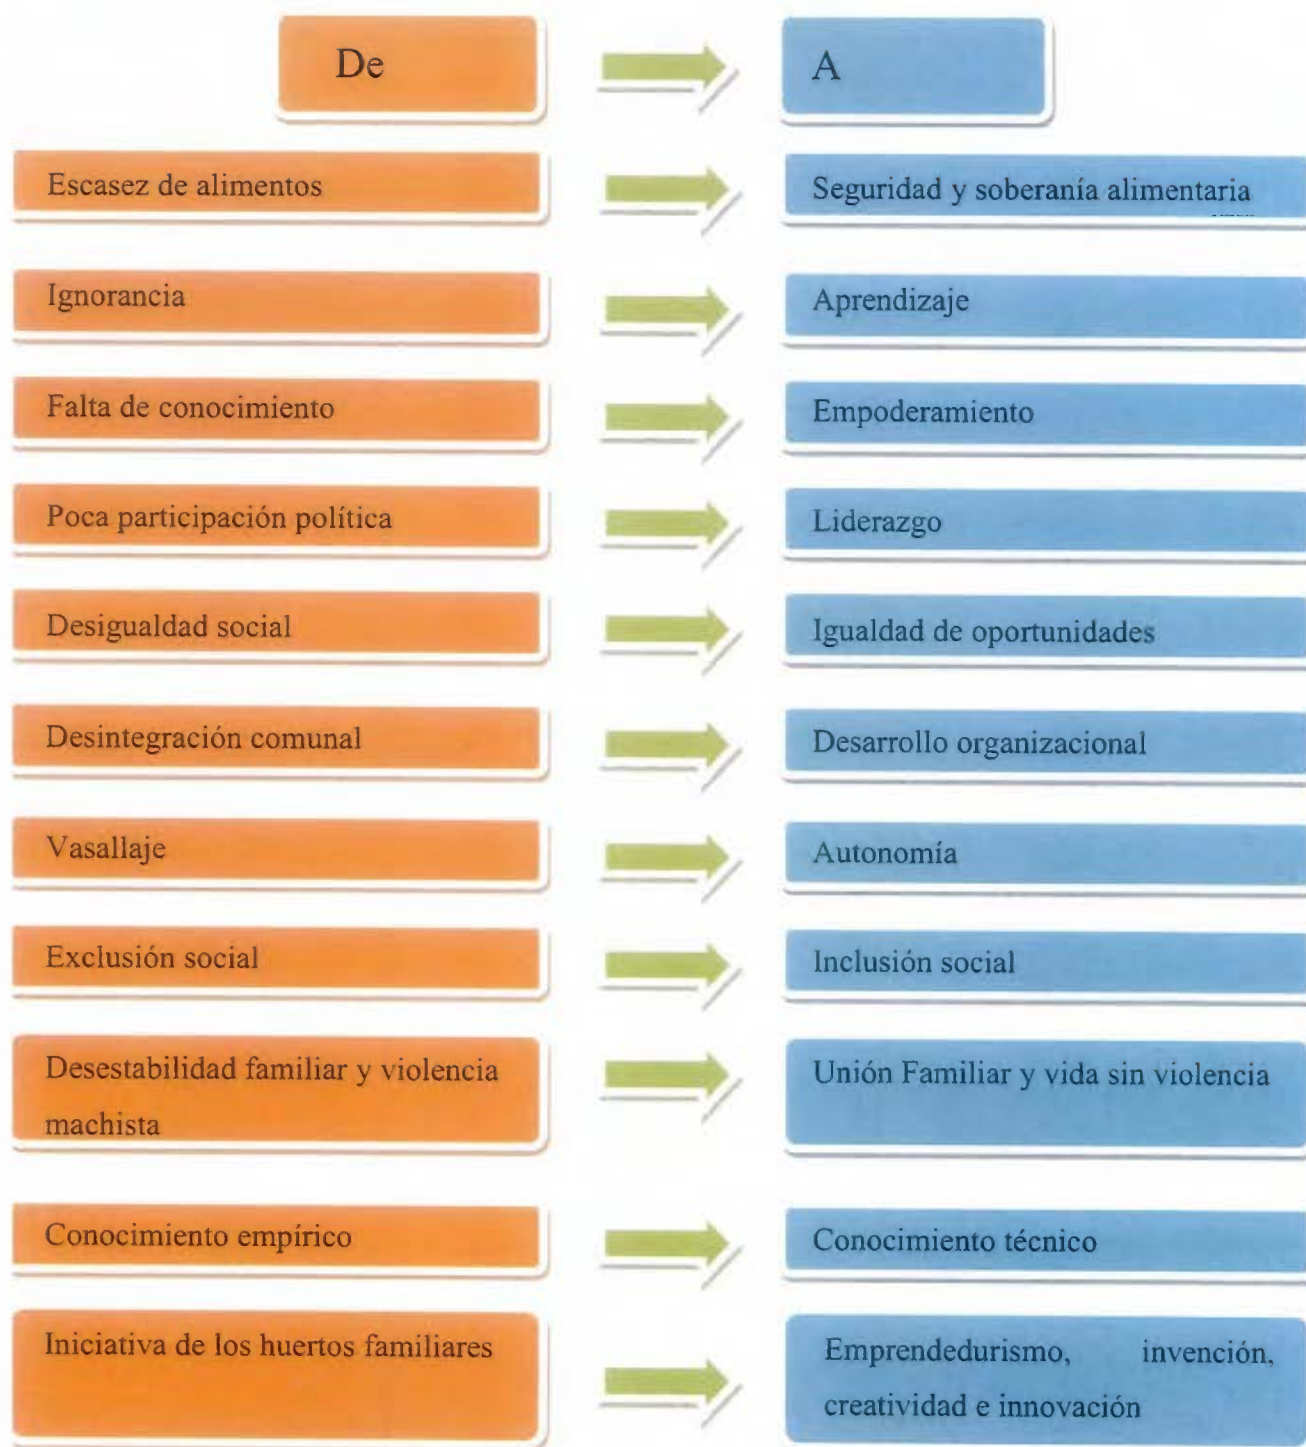 De
A
Escasez de alimentos
Seguridad y soberanía alimentaria
Ignorancia
Aprendizaje
Falta de conocimiento
Empoderamiento
Poca participación política
Liderazgo
Desigualdad social
Igualdad de oportunidades
Desintegración comunal
Desarrollo organizacional
Vasallaje
Autonomía
Exclusión social
Inclusión social
Desestabilidad familiar y violencia
machista
Unión Familiar y vida sin violencia
Conocimiento empírico
Conocimiento técnico
Iniciativa de los huertos familiares
Emprendedurismo, invención,
creatividad e innovación